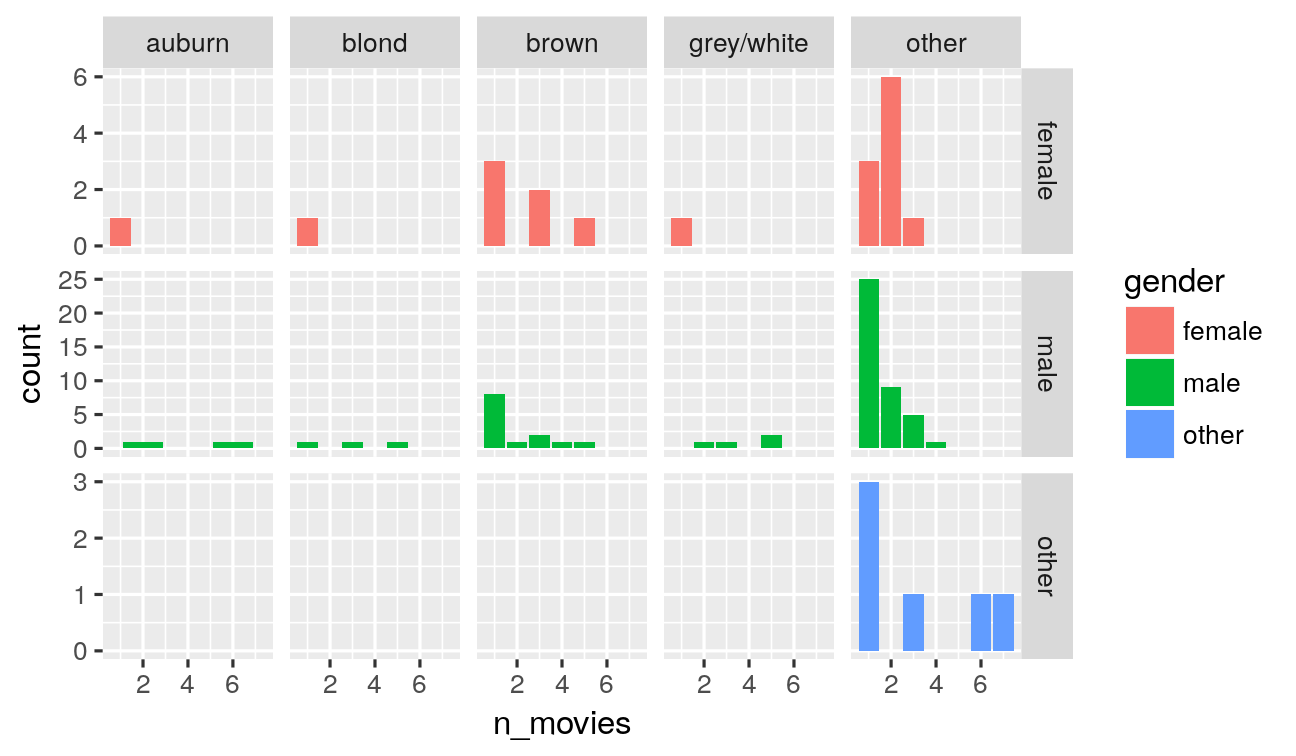 auburn blond brown grey/white other
6
4
2
0
female
25
20
15
10
5
0
male
3
2
1
0
other
count
2 4 6 2 4 6 2 4 6 2 4 6 2 4 6
n_movies
gender
female
male
other